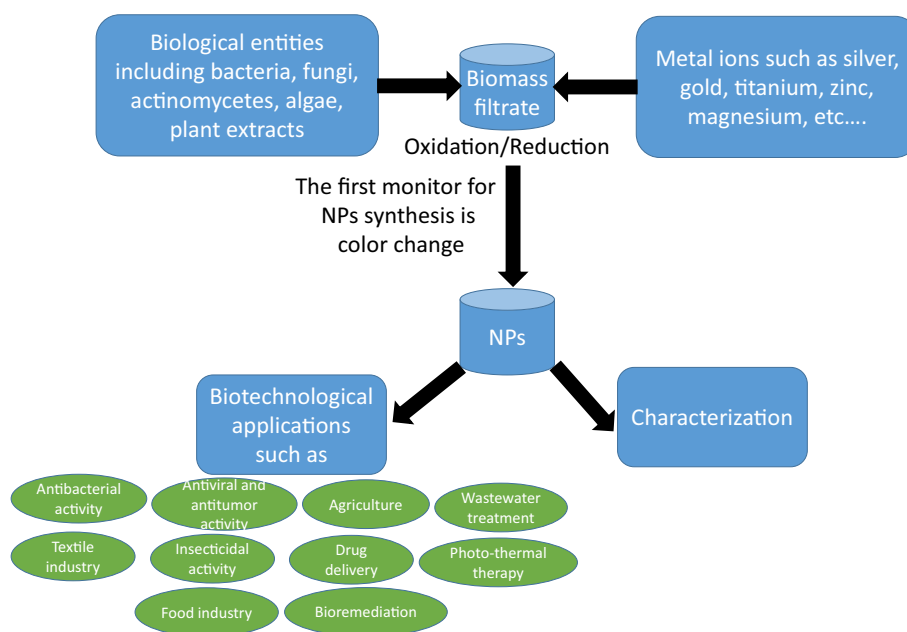 Biological entities
including bacteria, fungi,
actinomycetes, algae,
plant extracts
Biomass
filtrate
Metal ions such as silver,
gold, titanium, zinc,
magnesium, etc....
Oxidation/Reduction
The first monitor for
NPs synthesis is
color change
NPs
Biotechnological
applications
such as
Characterization
Antibacterial
activity
Antiviral and
antitumor
activity
Agriculture
Wastewater
treatment
Textile
industry
Insecticidal
activity
Drug
delivery
Photo-thermal
therapy
Food industry
Bioremediation